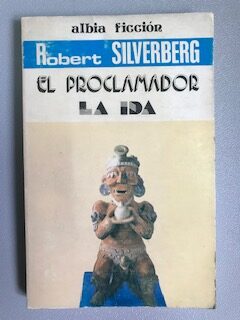 albia ficción
Robert SILVERBERG
EL PROCLAMADOR
LA IDA